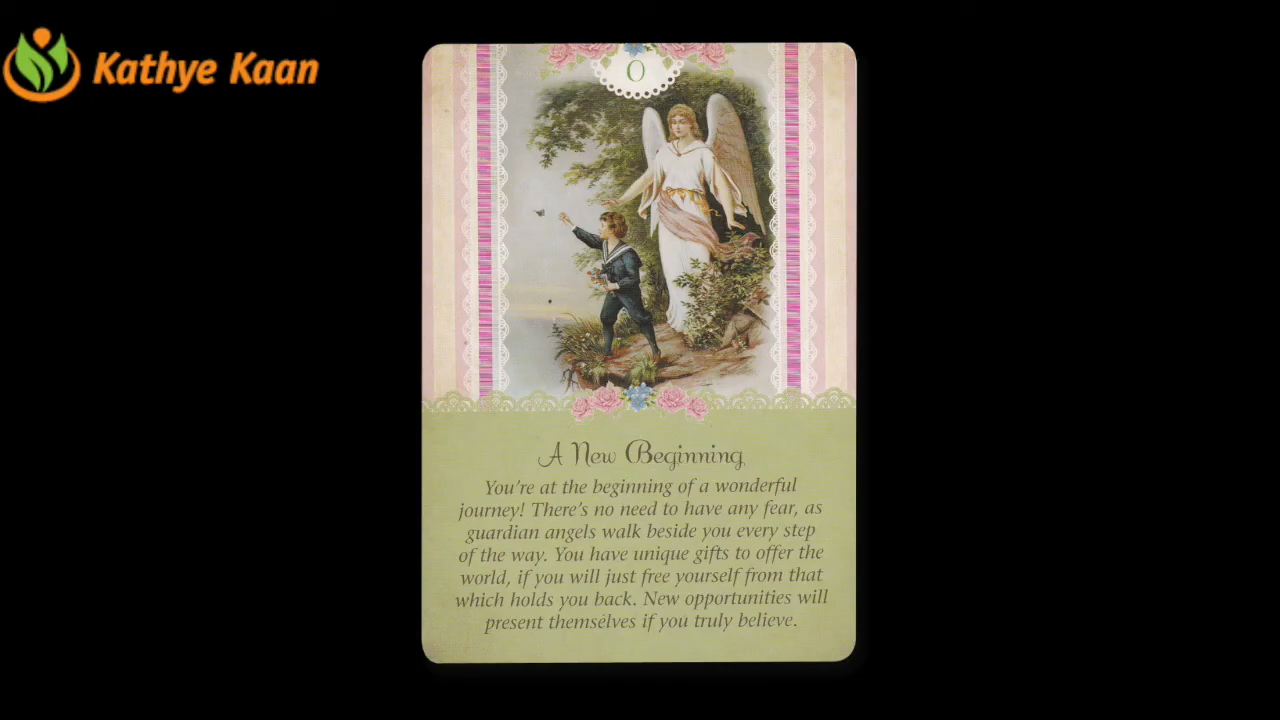 Kathye Kaan
0
A New Beginning
You're at the beginning of a wonderful
journey! There's no need to have any fear, as
guardian angels walk beside you every step
of the way. You have unique gifts to offer the
world, if you will just free yourself from that
which holds you back. New opportunities will
present themselves if you truly believe.